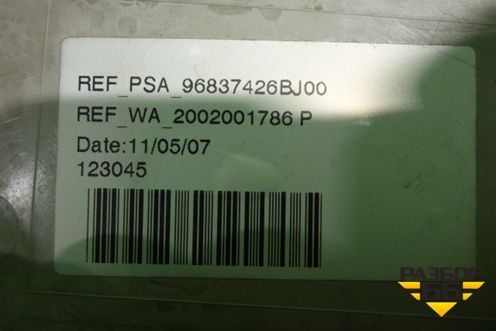 REF_PSA_96837426BJ00
REF_WA_2002001786 P
Date:11/05/07
123045
РАЗБОР
66